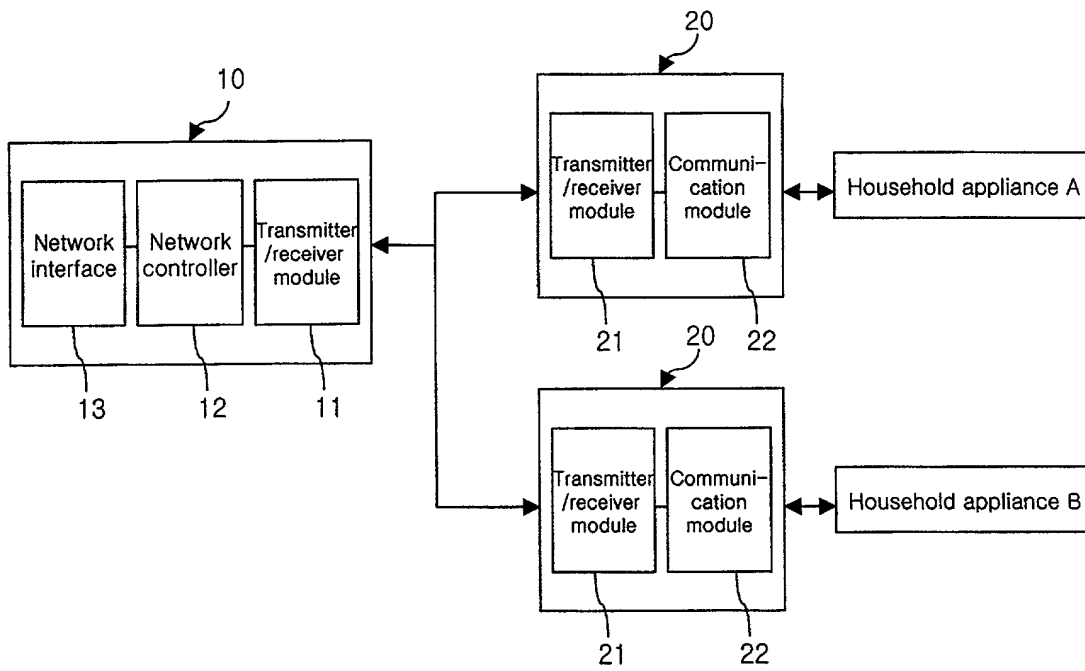 20
10
Transmitter
/receiver
module
Communi-
cation
module
Household appliance A
Network
interface
Network
controller
Transmitter
/receiver
module
21
22
20
13
12
11
Transmitter
/receiver
module
Communi-
cation
module
Household appliance B
21
22